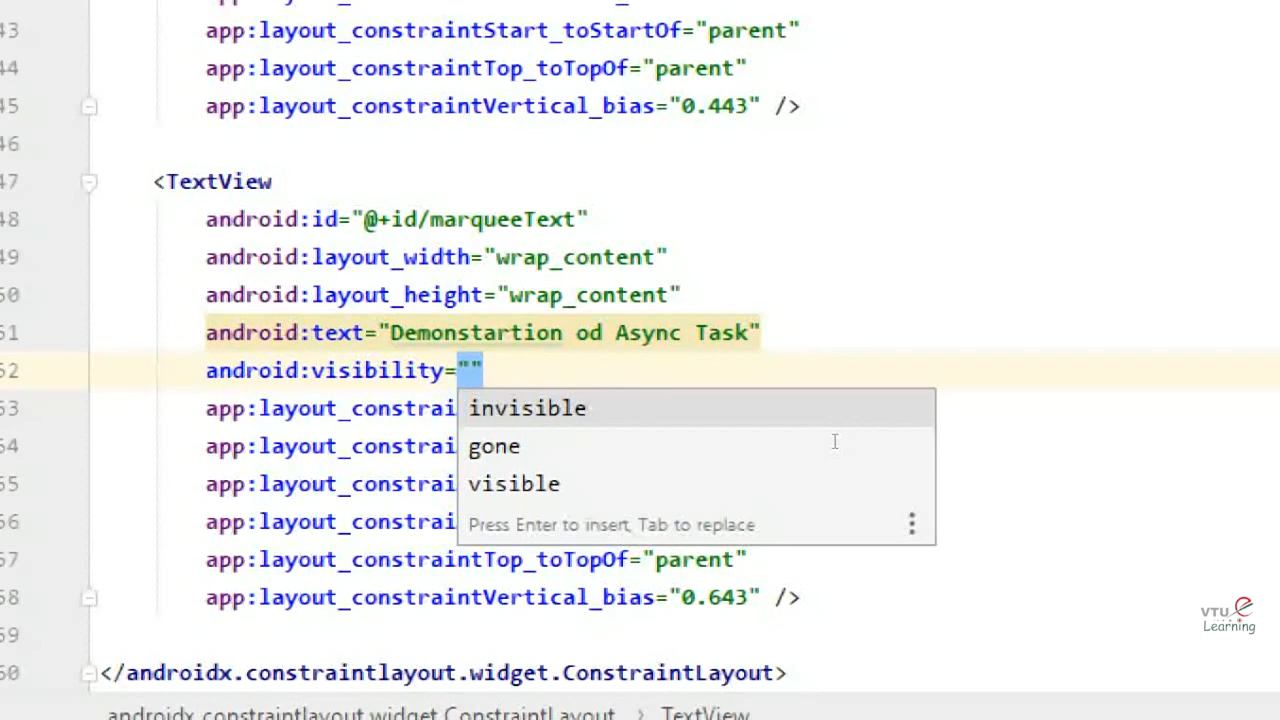 43 app:layout_constraintStart_toStartOf="parent"
44 app:layout_constraintTop_toTopOf="parent"
45 app:layout_constraintVertical_bias="0.443" />
46
47 <TextView
48 android:id="@+id/marqueeText"
49 android:layout_width="wrap_content"
50 android:layout_height="wrap_content"
51 android:text="Demonstartion od Async Task"
52 android:visibility=""
53 app:layout_constrai
invisible
54 app:layout_constrai
gone
55 app:layout_constrai
visible
56 app:layout_constrai
Press Enter to insert, Tab to replace
57 app:layout_constraintTop_toTopOf="parent"
58 app:layout_constraintVertical_bias="0.643" />
59
60 </androidx.constraintlayout.widget.ConstraintLayout>
androidx.constraintlayout.widget.ConstraintLayout > TextView
VTU e
Learning